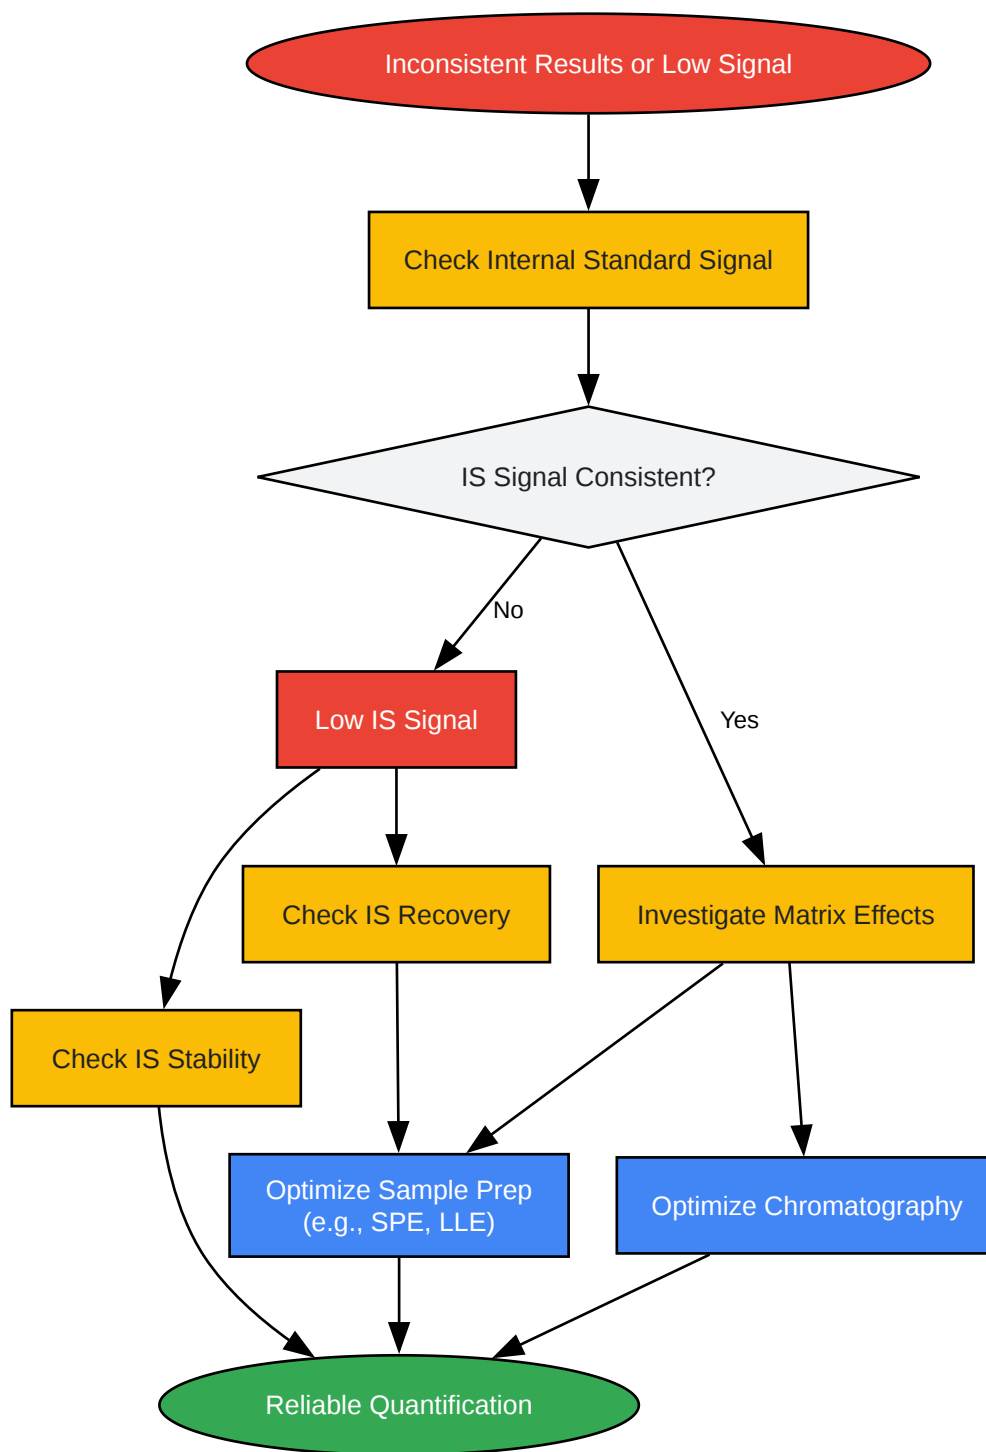 Inconsistent Results or Low Signal
Check Internal Standard Signal
IS Signal Consistent?
No
Yes
Low IS Signal
Check IS Recovery
Investigate Matrix Effects
Check IS Stability
Optimize Sample Prep
(e.g., SPE, LLE)
Optimize Chromatography
Reliable Quantification